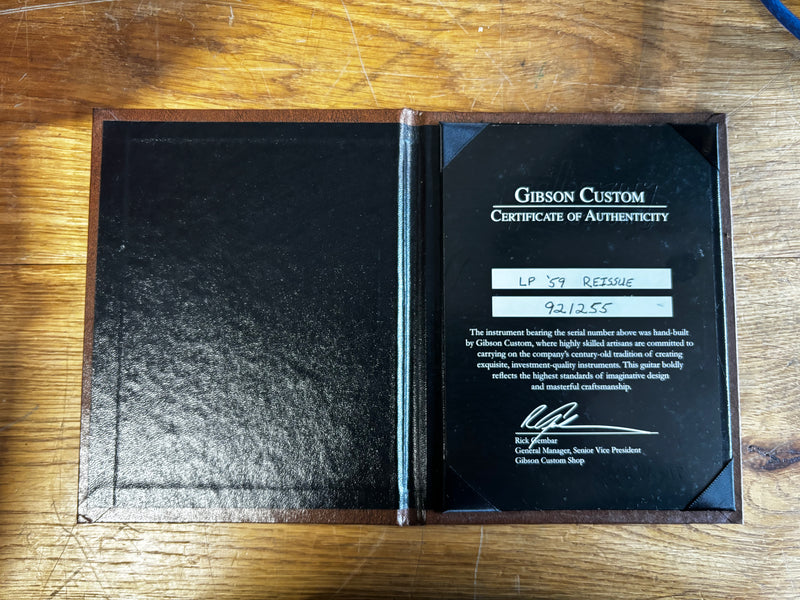 GIBSON CUSTOM
CERTIFICATE OF AUTHENTICITY
LP '59 REISSUE
921255
The instrument bearing the serial number above was hand-built
by Gibson Custom, where highly skilled artisans are committed to
carrying on the company's century-old tradition of creating
exquisite, investment-quality instruments. This guitar boldly
reflects the highest standards of imaginative design
and masterful craftsmanship.
Rick Gembar
General Manager, Senior Vice President
Gibson Custom Shop